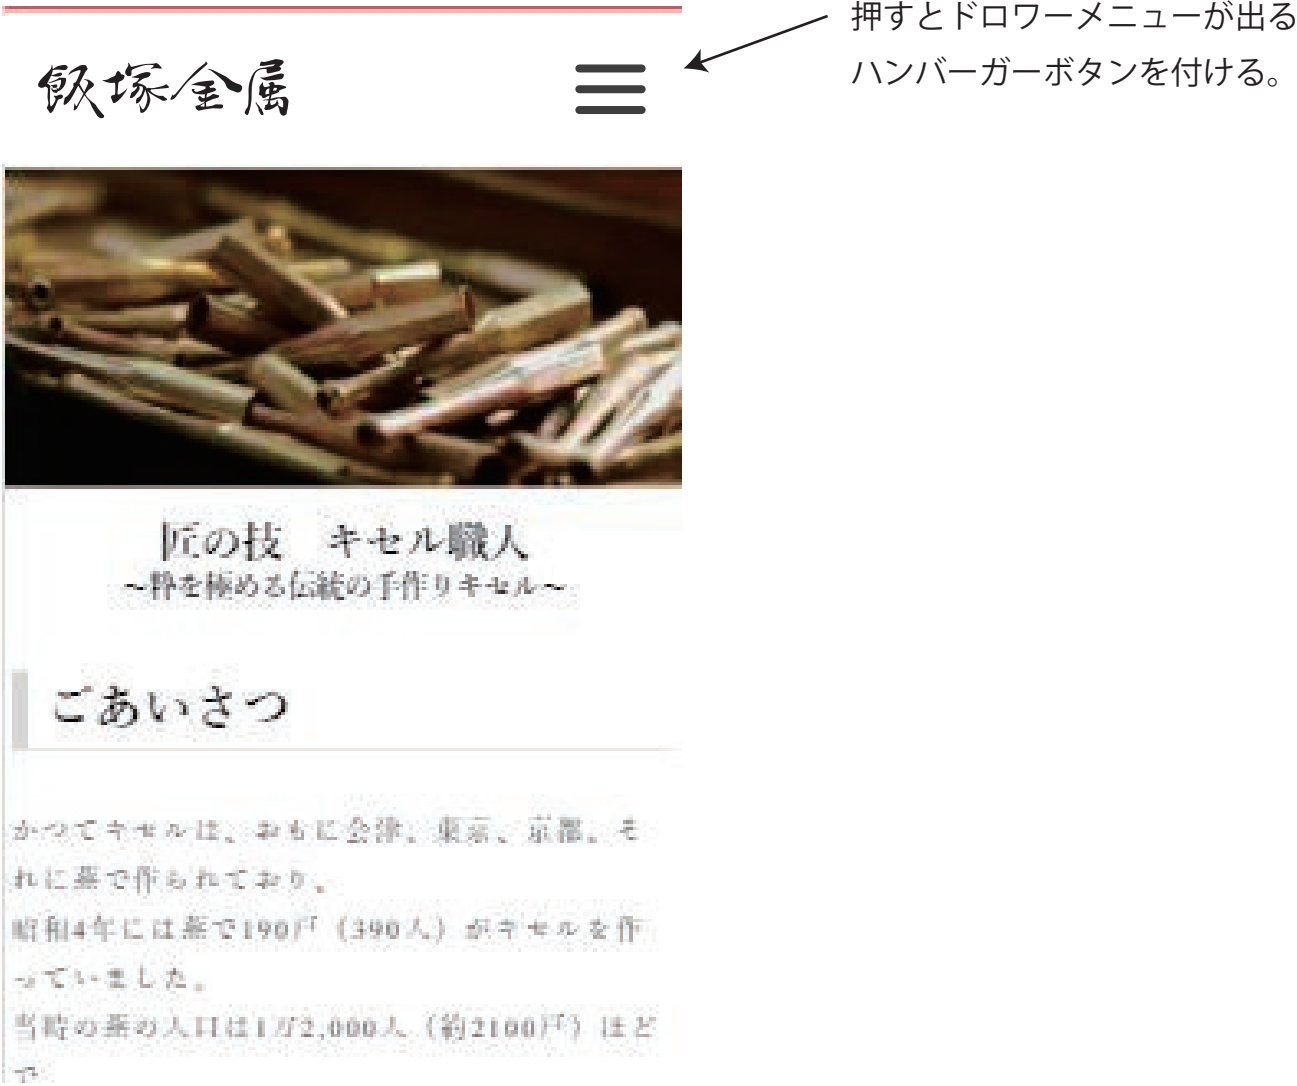 押すとドロワーメニューが出る
ハンバーガーボタンを付ける。
飯塚金属
匠の技　キセル職人
～粋を極める伝統の手作りキセル～
ごあいさつ
かつてキセルは、おもに会津、東京、京都、そ
れに燕で作られており、
昭和4年には燕で190戸（390人）がキセルを作
っていました。
当時の燕の人口は1万2,000人（約2100戸）ほど
で